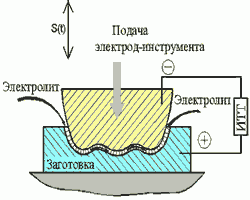 S(t)
Подача
электрод-инструмента
⊖
Электролит
Электролит
ИТТ
⊕
Заготовка